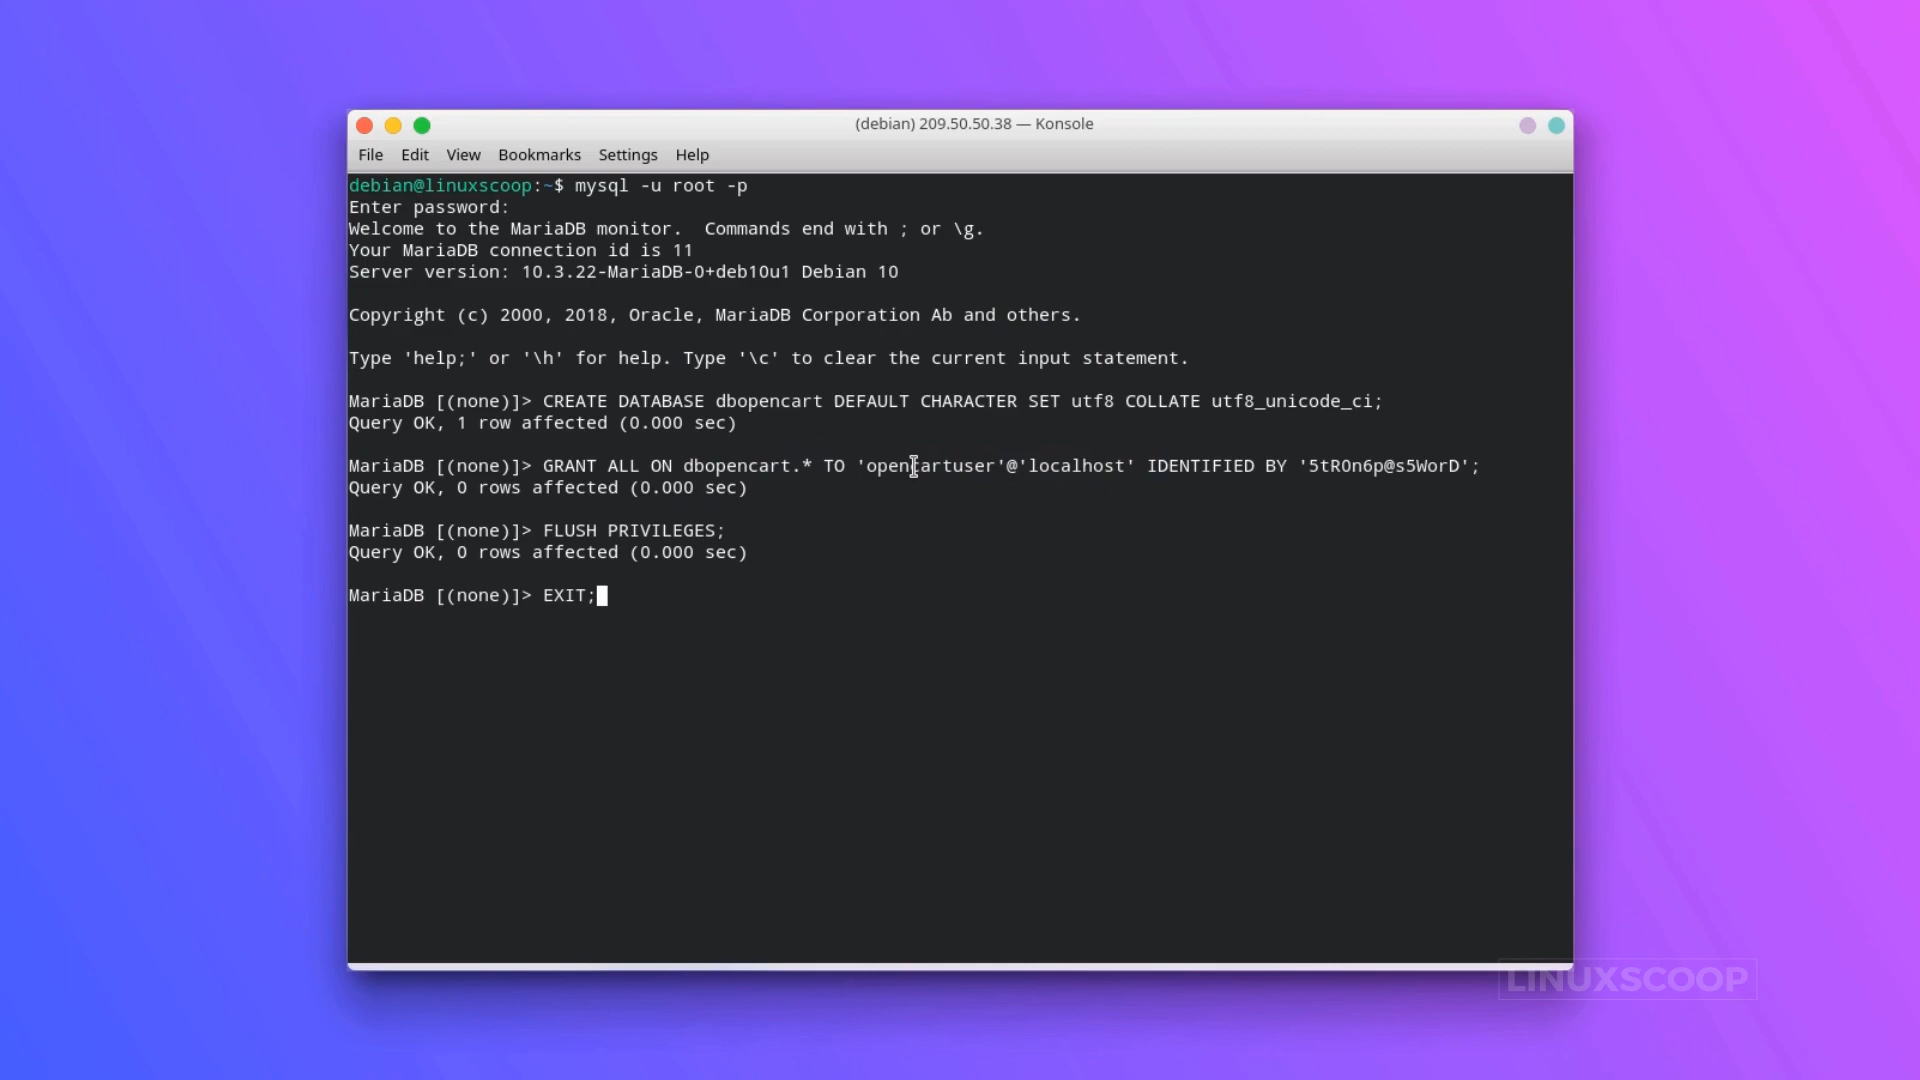 (debian) 209.50.50.38 — Konsole
File Edit View Bookmarks Settings Help
debian@linuxscoop:~$ mysql -u root -p
Enter password:
Welcome to the MariaDB monitor.  Commands end with ; or \g.
Your MariaDB connection id is 11
Server version: 10.3.22-MariaDB-0+deb10u1 Debian 10
Copyright (c) 2000, 2018, Oracle, MariaDB Corporation Ab and others.
Type 'help;' or '\h' for help. Type '\c' to clear the current input statement.
MariaDB [(none)]> CREATE DATABASE dbopencart DEFAULT CHARACTER SET utf8 COLLATE utf8_unicode_ci;
Query OK, 1 row affected (0.000 sec)
MariaDB [(none)]> GRANT ALL ON dbopencart.* TO 'opencartuser'@'localhost' IDENTIFIED BY '5tR0n6p@s5WorD';
Query OK, 0 rows affected (0.000 sec)
MariaDB [(none)]> FLUSH PRIVILEGES;
Query OK, 0 rows affected (0.000 sec)
MariaDB [(none)]> EXIT;
LINUXSCOOP